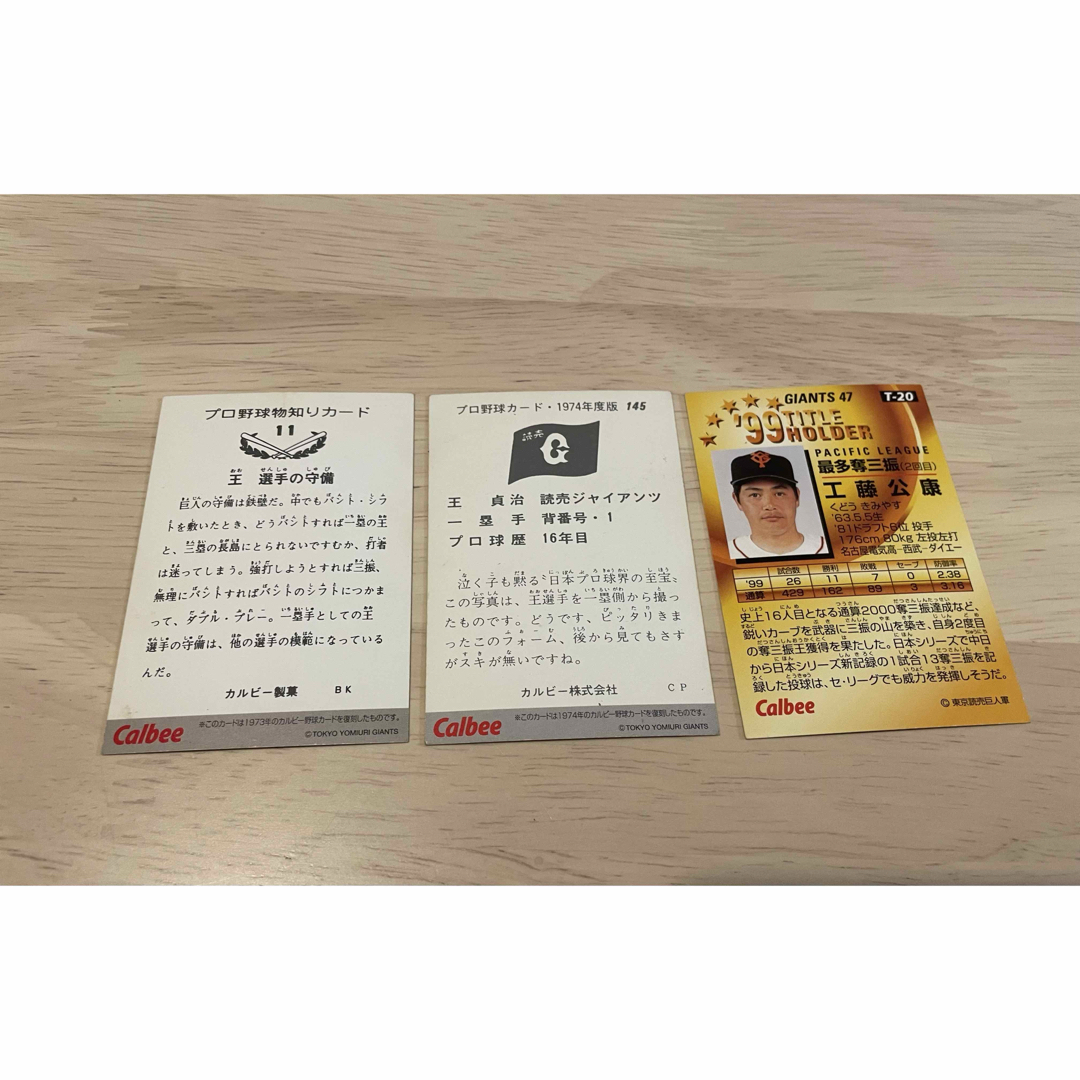 プロ野球物知りカード
11
王 選手の守備
巨人の守備は鉄壁だ。中でもバント・シフ
トを敷いたとき、どうバントすれば一塁の王
と、三塁の長島にとられないですむか、打者
は迷ってしまう。強打しようとすれば三振、
無理にバントすればバントのシフトにつかま
って、ダブル・プレー。一塁手としての王
選手の守備は、他の選手の模範になっている
んだ。
カルビー製菓 BK
※このカードは1973年のカルビー野球カードを復刻したものです。
Calbee
©TOKYO YOMIURI GIANTS
プロ野球カード・1974年度版 145
読売
G
王 貞治 読売ジャイアンツ
一塁手 背番号・1
プロ球歴 16年目
泣く子も黙る〝日本プロ球界の至宝〟
この写真は、王選手を一塁側から撮っ
たものです。どうです、ピッタリきま
ったこのフォーム、後から見てもさす
がスキが無いですね。
カルビー株式会社 CP
※このカードは1974年のカルビー野球カードを復刻したものです。
Calbee
©TOKYO YOMIURI GIANTS
GIANTS 47 T-20
'99 TITLE HOLDER
PACIFIC LEAGUE
最多奪三振(2回目)
工藤公康
くどう きみやす
'63.5.5生
'81ドラフト6位 投手
176cm 80kg 左投左打
名古屋電気高-西武-ダイエー
試合数 勝利 敗戦 セーブ 防御率
'99 26 11 7 0 2.38
通算 429 162 89 3 3.16
史上16人目となる通算2000奪三振達成など、
鋭いカーブを武器に三振の山を築き、自身2度目
の奪三振王獲得を果たした。日本シリーズで中日
から日本シリーズ新記録の1試合13奪三振を記
録した投球は、セ・リーグでも威力を発揮しそうだ。
Calbee
© 東京読売巨人軍